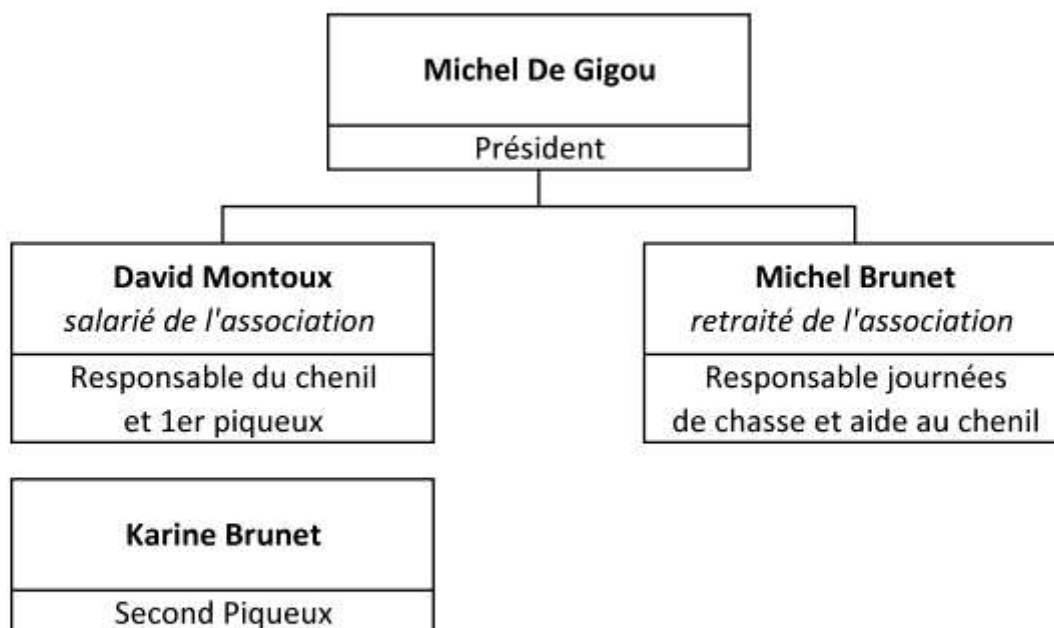 Michel De Gigou
Président
David Montoux
salarié de l'association
Responsable du chenil
et 1er piqueux
Michel Brunet
retraité de l'association
Responsable journées
de chasse et aide au chenil
Karine Brunet
Second Piqueux